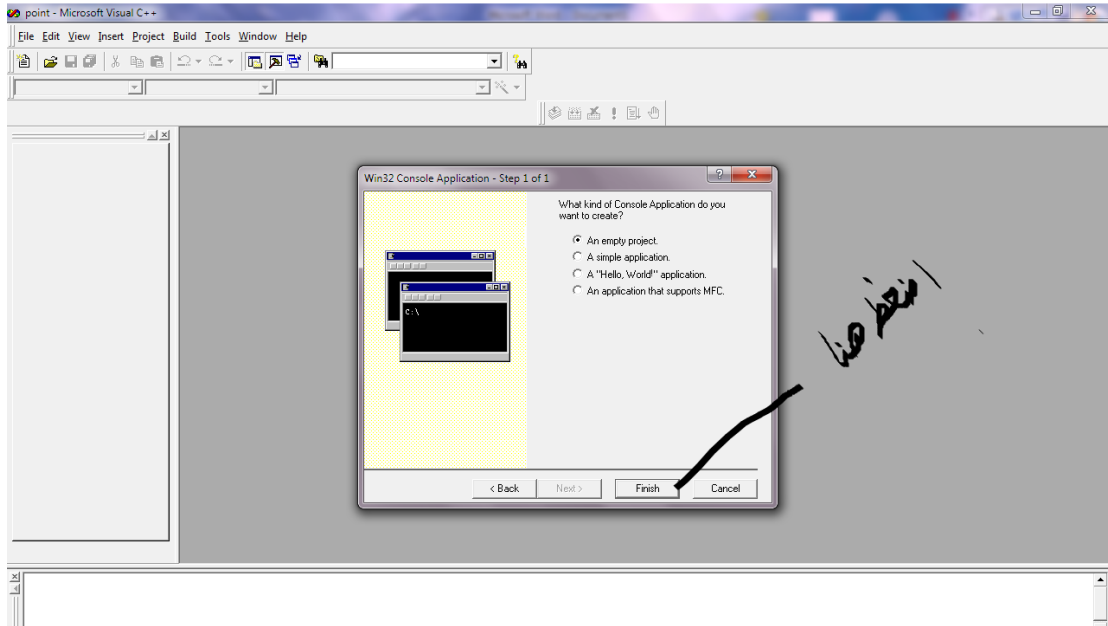 point - Microsoft Visual C++
File Edit View Insert Project Build Tools Window Help
Win32 Console Application - Step 1 of 1
What kind of Console Application do you
want to create?
An empty project.
A simple application.
A "Hello, World!" application.
An application that supports MFC.
C:\
< Back Next > Finish Cancel
اضغط هنا